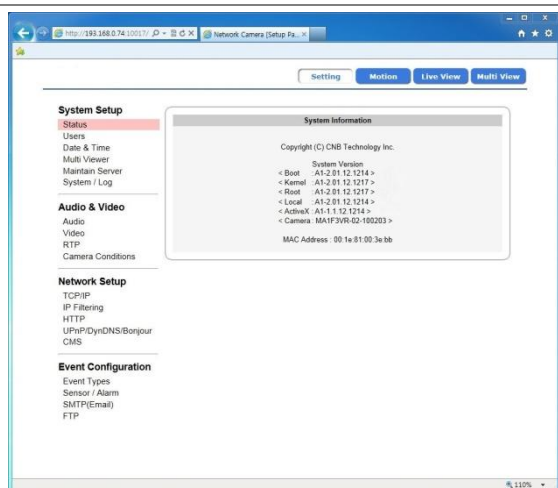 http://193.168.0.74:10017/
Network Camera [Setup Pa...
Setting
Motion
Live View
Multi View
System Setup
Status
Users
Date & Time
Multi Viewer
Maintain Server
System / Log
Audio & Video
Audio
Video
RTP
Camera Conditions
Network Setup
TCP/IP
IP Filtering
HTTP
UPnP/DynDNS/Bonjour
CMS
Event Configuration
Event Types
Sensor / Alarm
SMTP(Email)
FTP
System Information
Copyright (C) CNB Technology Inc.
System Version
< Boot : A1-2.01.12.1214 >
< Kernel : A1-2.01.12.1217 >
< Root : A1-2.01.12.1217 >
< Local : A1-2.01.12.1214 >
< ActiveX : A1-1.1.12.1214 >
< Camera : MA1F3VR-02-100203 >
MAC Address : 00:1e:81:00:3e:bb
110%